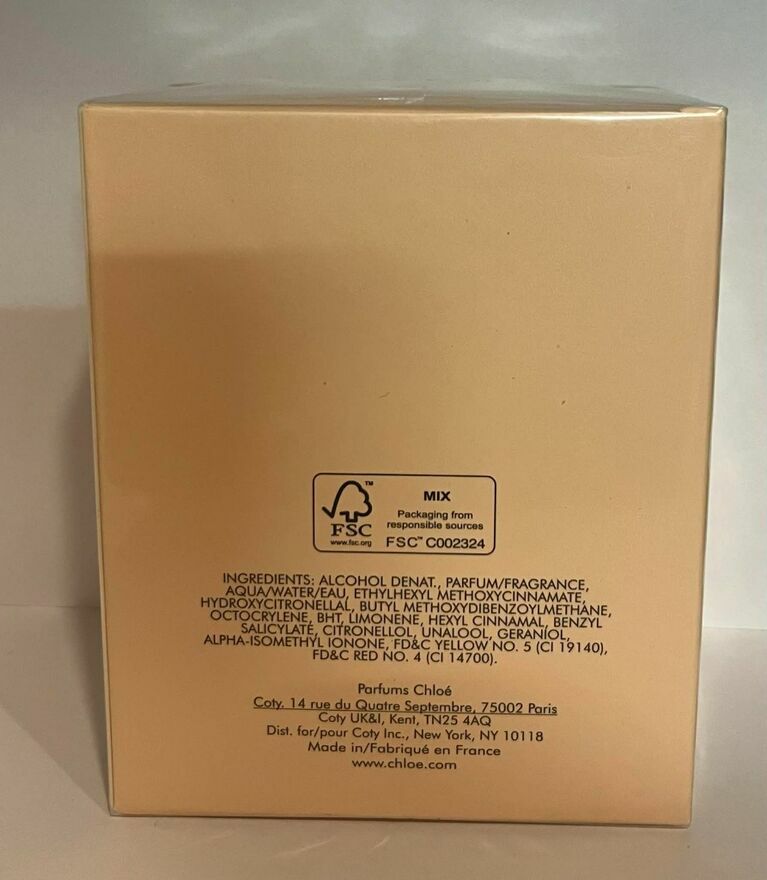 TM
FSC
www.fsc.org
MIX
Packaging from
responsible sources
FSC™ C002324
INGREDIENTS: ALCOHOL DENAT., PARFUM/FRAGRANCE,
AQUA/WATER/EAU, ETHYLHEXYL METHOXYCINNAMATE,
HYDROXYCITRONELLAL, BUTYL METHOXYDIBENZOYLMETHANE,
OCTOCRYLENE, BHT, LIMONENE, HEXYL CINNAMAL, BENZYL
SALICYLATE, CITRONELLOL, UNALOOL, GERANIOL,
ALPHA-ISOMETHYL IONONE, FD&C YELLOW NO. 5 (CI 19140),
FD&C RED NO. 4 (CI 14700).
Parfums Chloé
Coty, 14 rue du Quatre Septembre, 75002 Paris
Coty UK&I, Kent, TN25 4AQ
Dist. for/pour Coty Inc., New York, NY 10118
Made in/Fabriqué en France
www.chloe.com